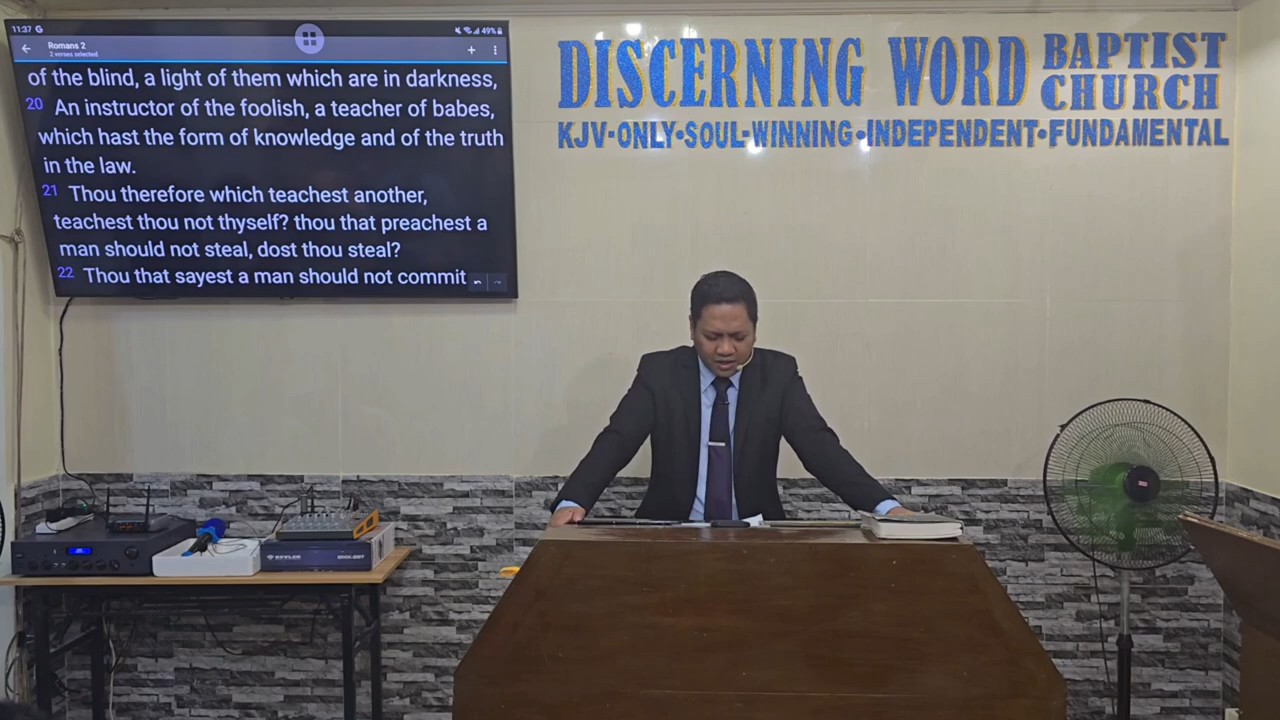 11:37 G
49%
Romans 2
2 verses selected
of the blind, a light of them which are in darkness,
20 An instructor of the foolish, a teacher of babes,
which hast the form of knowledge and of the truth
in the law.
21 Thou therefore which teachest another,
teachest thou not thyself? thou that preachest a
man should not steal, dost thou steal?
22 Thou that sayest a man should not commit
DISCERNING WORD BAPTIST CHURCH
KJV-ONLY•SOUL-WINNING•INDEPENDENT•FUNDAMENTAL
KEVLER